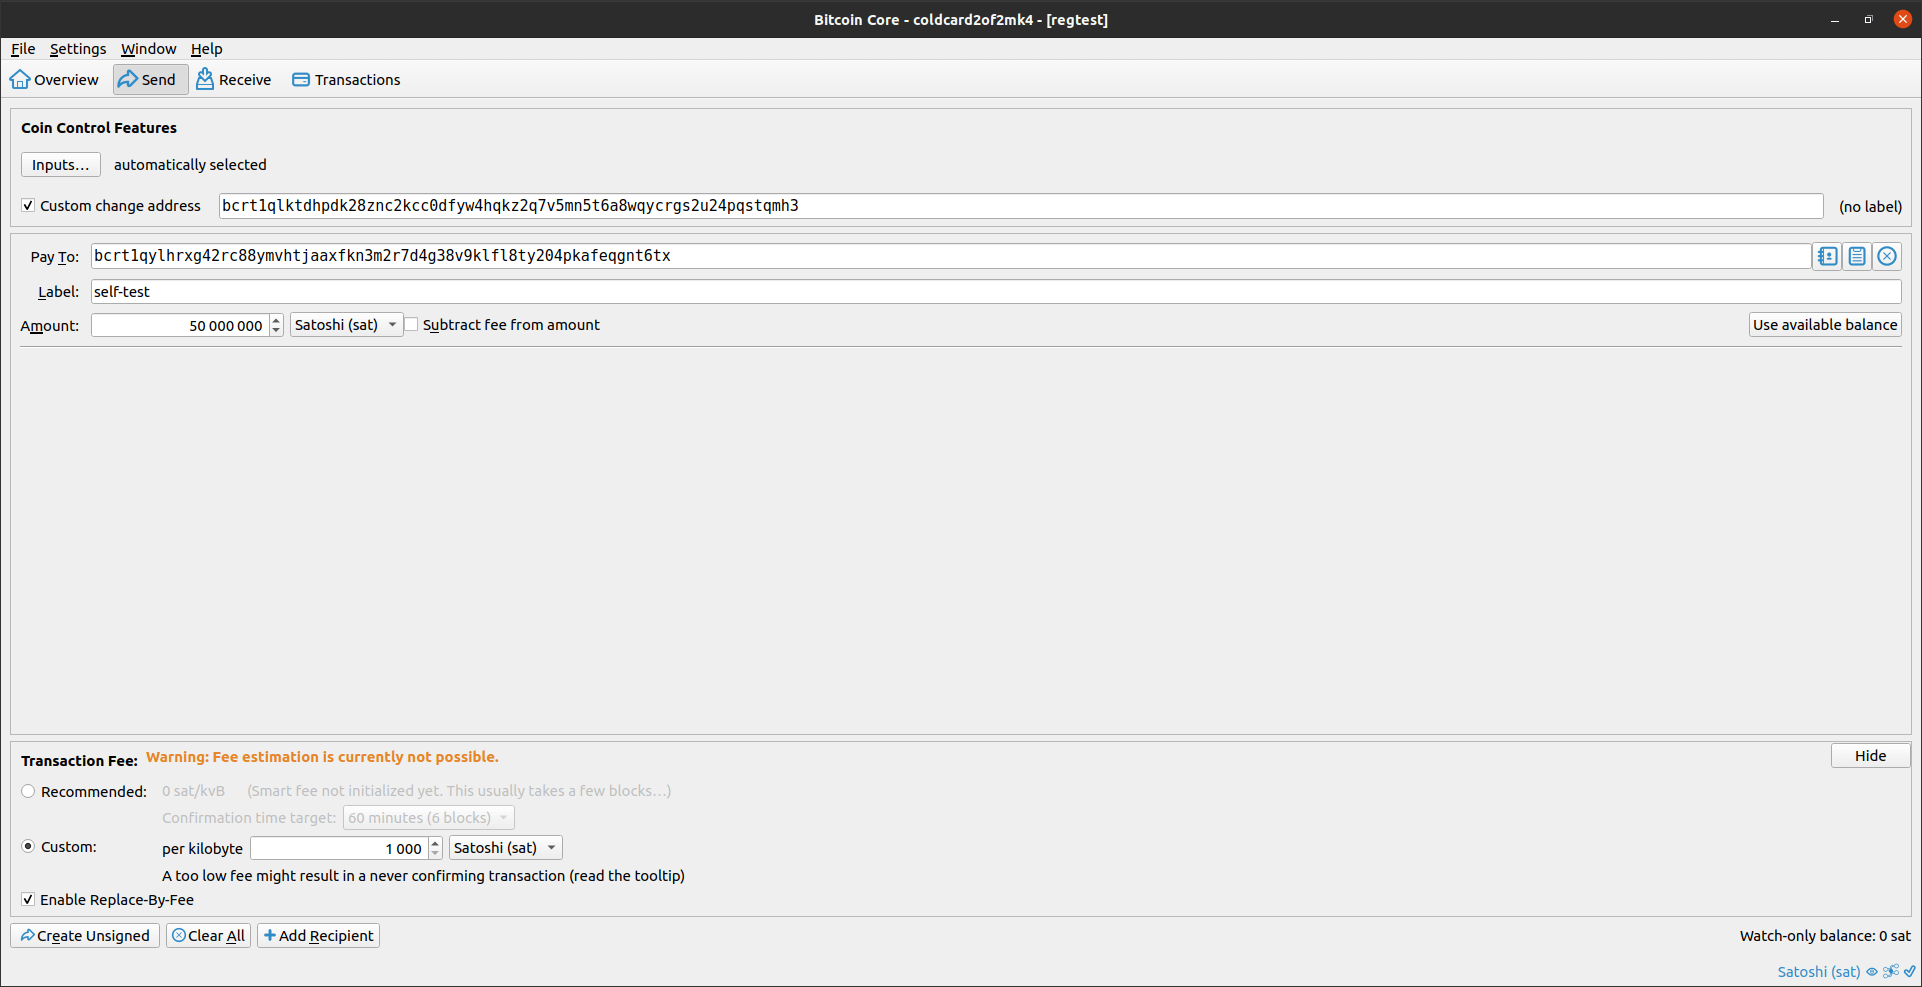 Bitcoin Core - coldcard2of2mk4 - [regtest]
File Settings Window Help
Overview Send Receive Transactions
Coin Control Features
Inputs… automatically selected
Custom change address bcrt1qlktdhpdk28znc2kcc0dfyw4hqkz2q7v5mn5t6a8wqycrgs2u24pqstqmh3 (no label)
Pay To: bcrt1qylhrxg42rc88ymvhtjaaxfkn3m2r7d4g38v9klfl8ty204pkafeqgnt6tx
Label: self-test
Amount: 50 000 000 Satoshi (sat) Subtract fee from amount Use available balance
Transaction Fee: Warning: Fee estimation is currently not possible. Hide
Recommended: 0 sat/kvB (Smart fee not initialized yet. This usually takes a few blocks…)
Confirmation time target: 60 minutes (6 blocks)
Custom: per kilobyte 1 000 Satoshi (sat)
A too low fee might result in a never confirming transaction (read the tooltip)
Enable Replace-By-Fee
Create Unsigned Clear All Add Recipient Watch-only balance: 0 sat
Satoshi (sat)